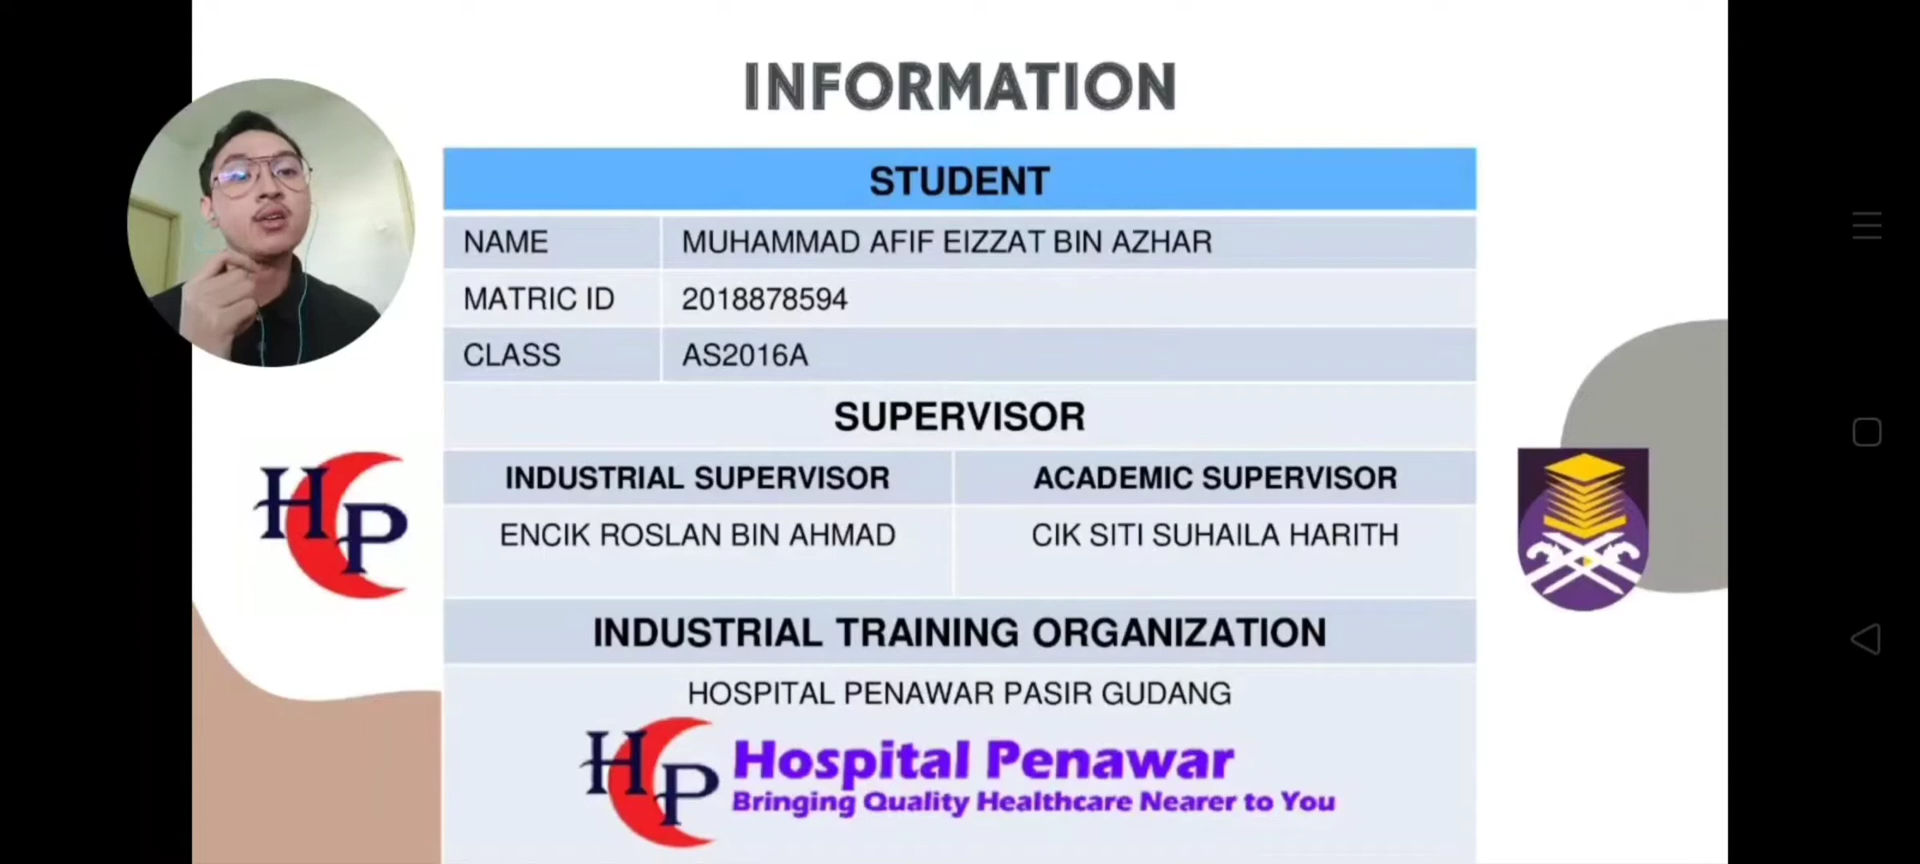 INFORMATION
STUDENT
NAME MUHAMMAD AFIF EIZZAT BIN AZHAR
MATRIC ID 2018878594
CLASS AS2016A
SUPERVISOR
INDUSTRIAL SUPERVISOR ACADEMIC SUPERVISOR
ENCIK ROSLAN BIN AHMAD CIK SITI SUHAILA HARITH
HP
INDUSTRIAL TRAINING ORGANIZATION
HOSPITAL PENAWAR PASIR GUDANG
HP Hospital Penawar
Bringing Quality Healthcare Nearer to You